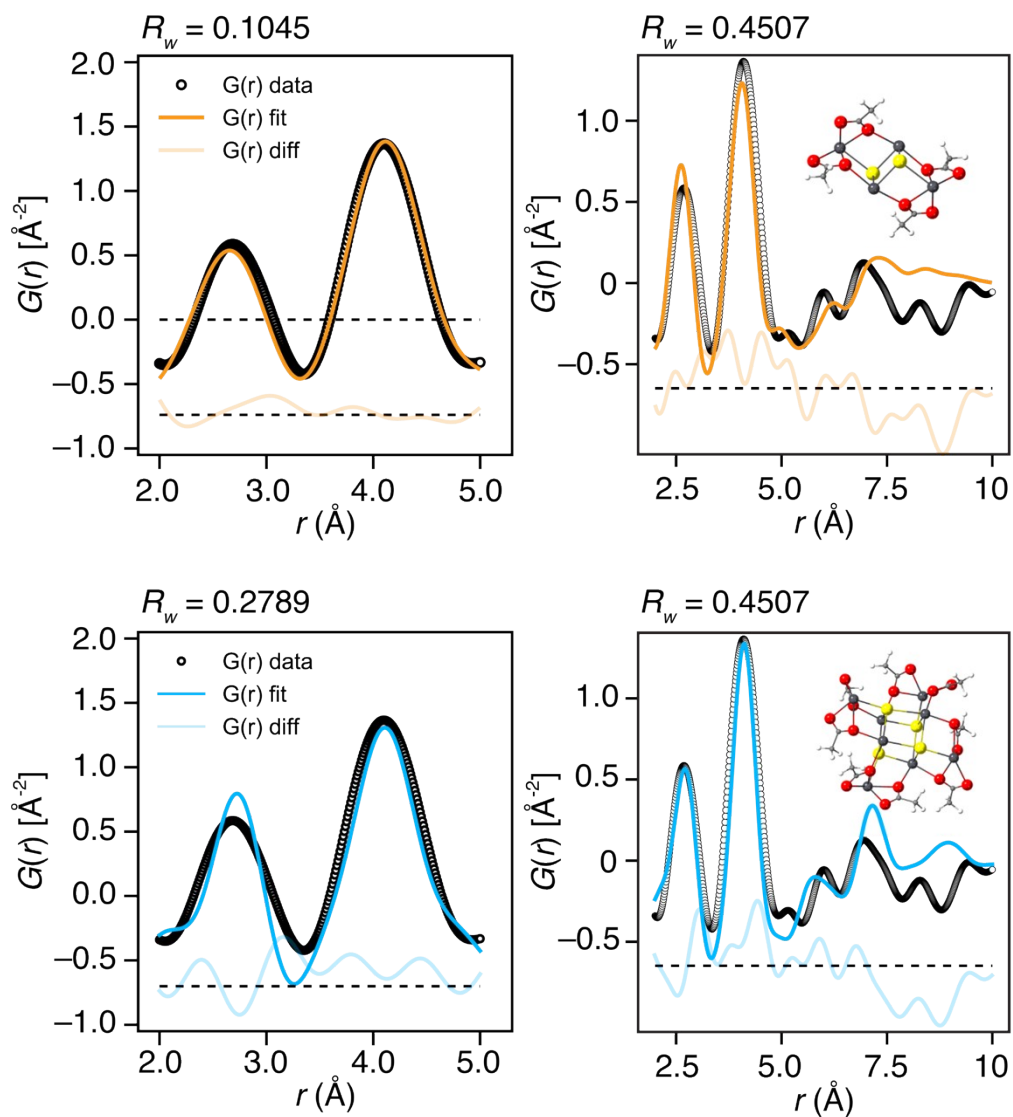 R_w = 0.1045
2.0
1.5
1.0
0.5
0.0
−0.5
−1.0
G(r) [Å⁻²]
G(r) data
G(r) fit
G(r) diff
2.0 3.0 4.0 5.0
r (Å)
R_w = 0.4507
1.0
0.5
0
−0.5
G(r) [Å⁻²]
2.5 5.0 7.5 10
r (Å)
R_w = 0.2789
2.0
1.5
1.0
0.5
0.0
−0.5
−1.0
G(r) [Å⁻²]
G(r) data
G(r) fit
G(r) diff
2.0 3.0 4.0 5.0
r (Å)
R_w = 0.4507
1.0
0.5
0
−0.5
G(r) [Å⁻²]
2.5 5.0 7.5 10
r (Å)